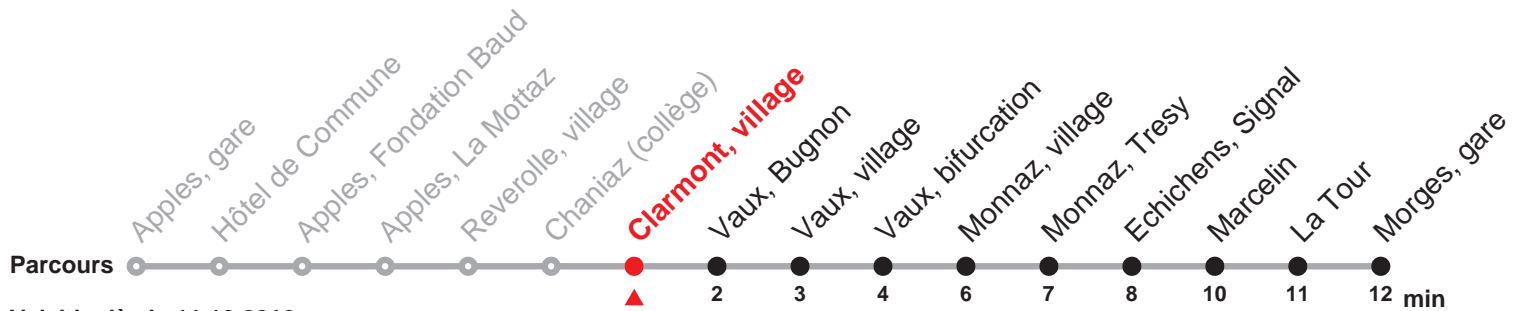 Apples, gare
Hôtel de Commune
Apples, Fondation Baud
Apples, La Mottaz
Reverolle, village
Chaniaz (collège)
Clarmont, village
Vaux, Bugnon
Vaux, village
Vaux, bifurcation
Monnaz, village
Monnaz, Tresy
Echichens, Signal
Marcelin
La Tour
Morges, gare
Parcours
2 3 4 6 7 8 10 11 12 min